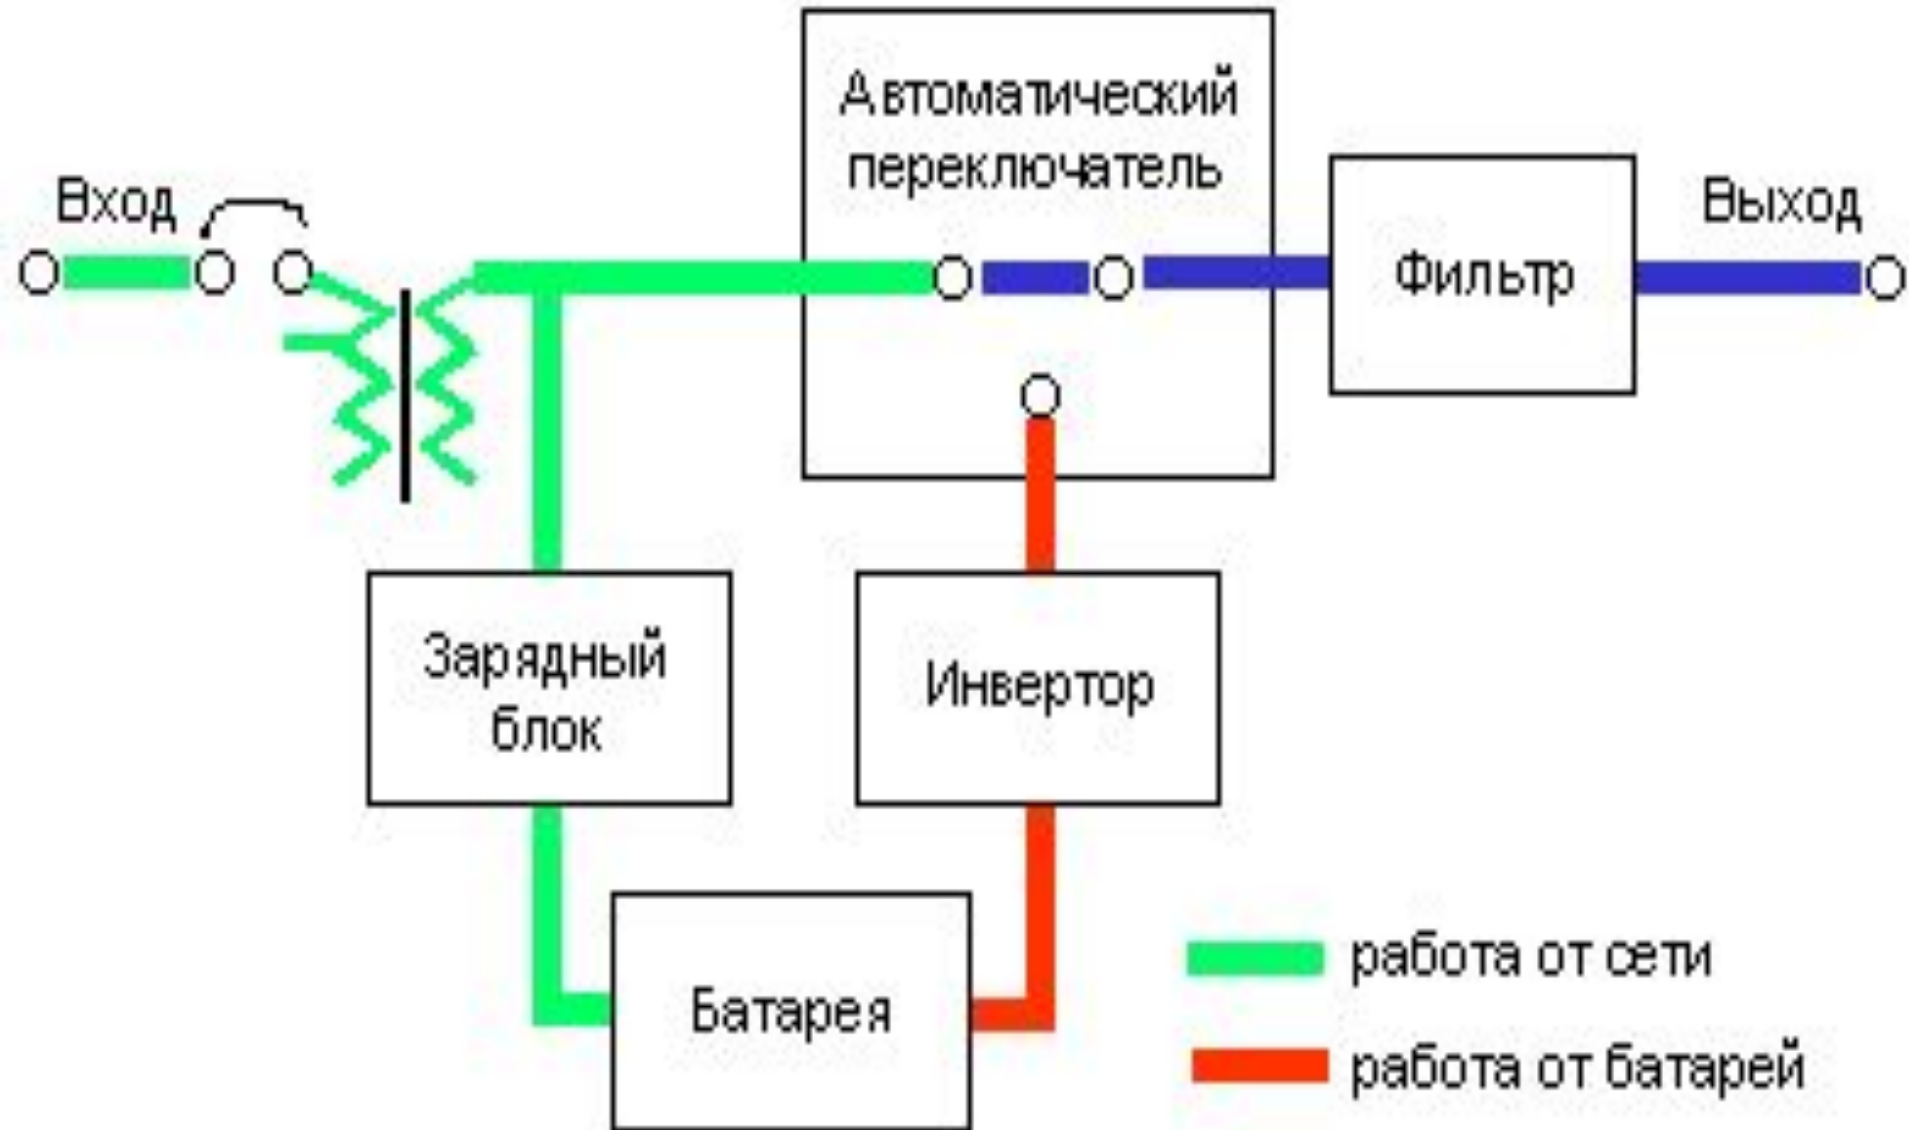 Автоматический
переключатель
Вход
Выход
Фильтр
Зарядный
блок
Инвертор
Батарея
работа от сети
работа от батарей